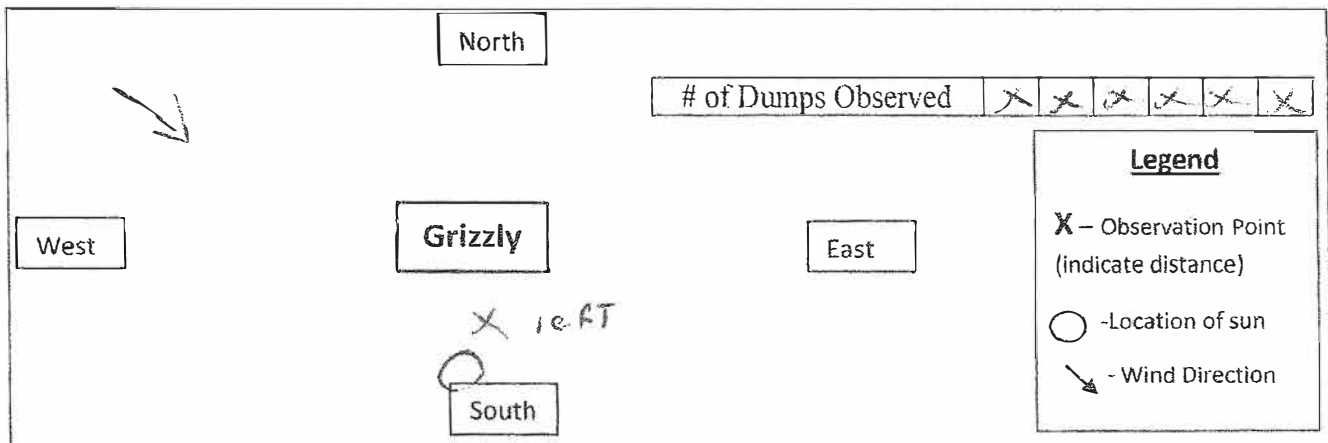 North
# of Dumps Observed X X X X X X
Legend
West
Grizzly
East
X – Observation Point
(indicate distance)
X
-Location of sun
- Wind Direction
South